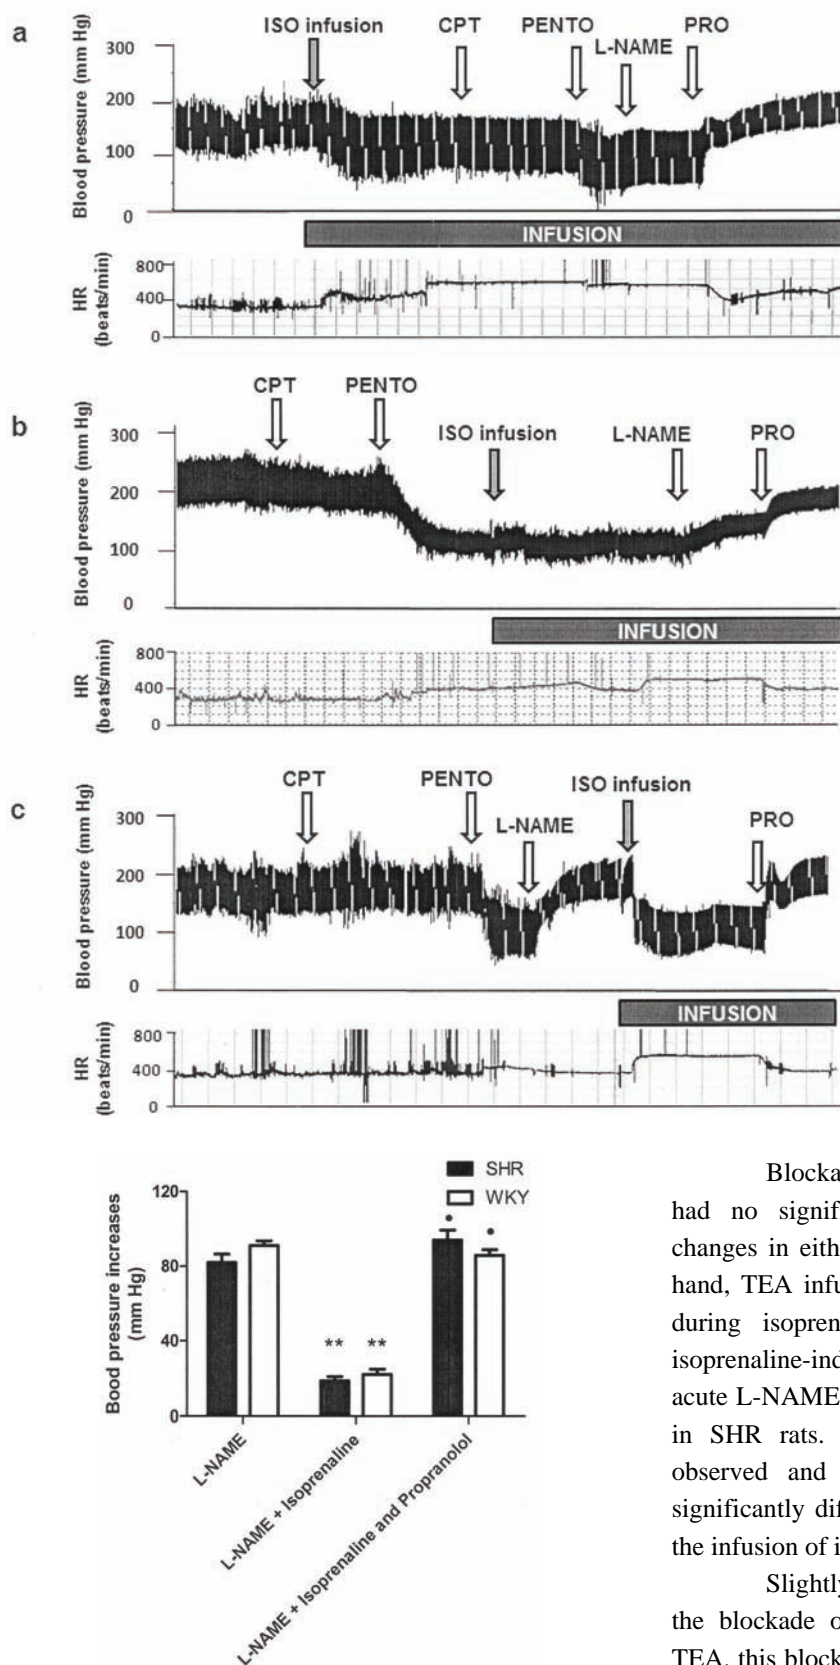 a
ISO infusion
CPT
PENTO
L-NAME
PRO
Blood pressure (mm Hg)
300
200
100
0
INFUSION
HR
(beats/min)
800
400
0
b
CPT
PENTO
ISO infusion
L-NAME
PRO
Blood pressure (mm Hg)
300
200
100
0
INFUSION
HR
(beats/min)
800
400
0
c
CPT
PENTO
L-NAME
ISO infusion
PRO
Blood pressure (mm Hg)
300
200
100
0
INFUSION
HR
(beats/min)
800
400
0
SHR
WKY
Bood pressure increases
(mm Hg)
120
80
40
0
** **
• •
L-NAME
L-NAME + Isoprenaline
L-NAME + Isoprenaline and Propranolol
Blocka
had no signif
changes in eith
hand, TEA infu
during isopren
isoprenaline-ind
acute L-NAME
in SHR rats.
observed and
significantly dif
the infusion of i
Slightly
the blockade o
TEA, this block